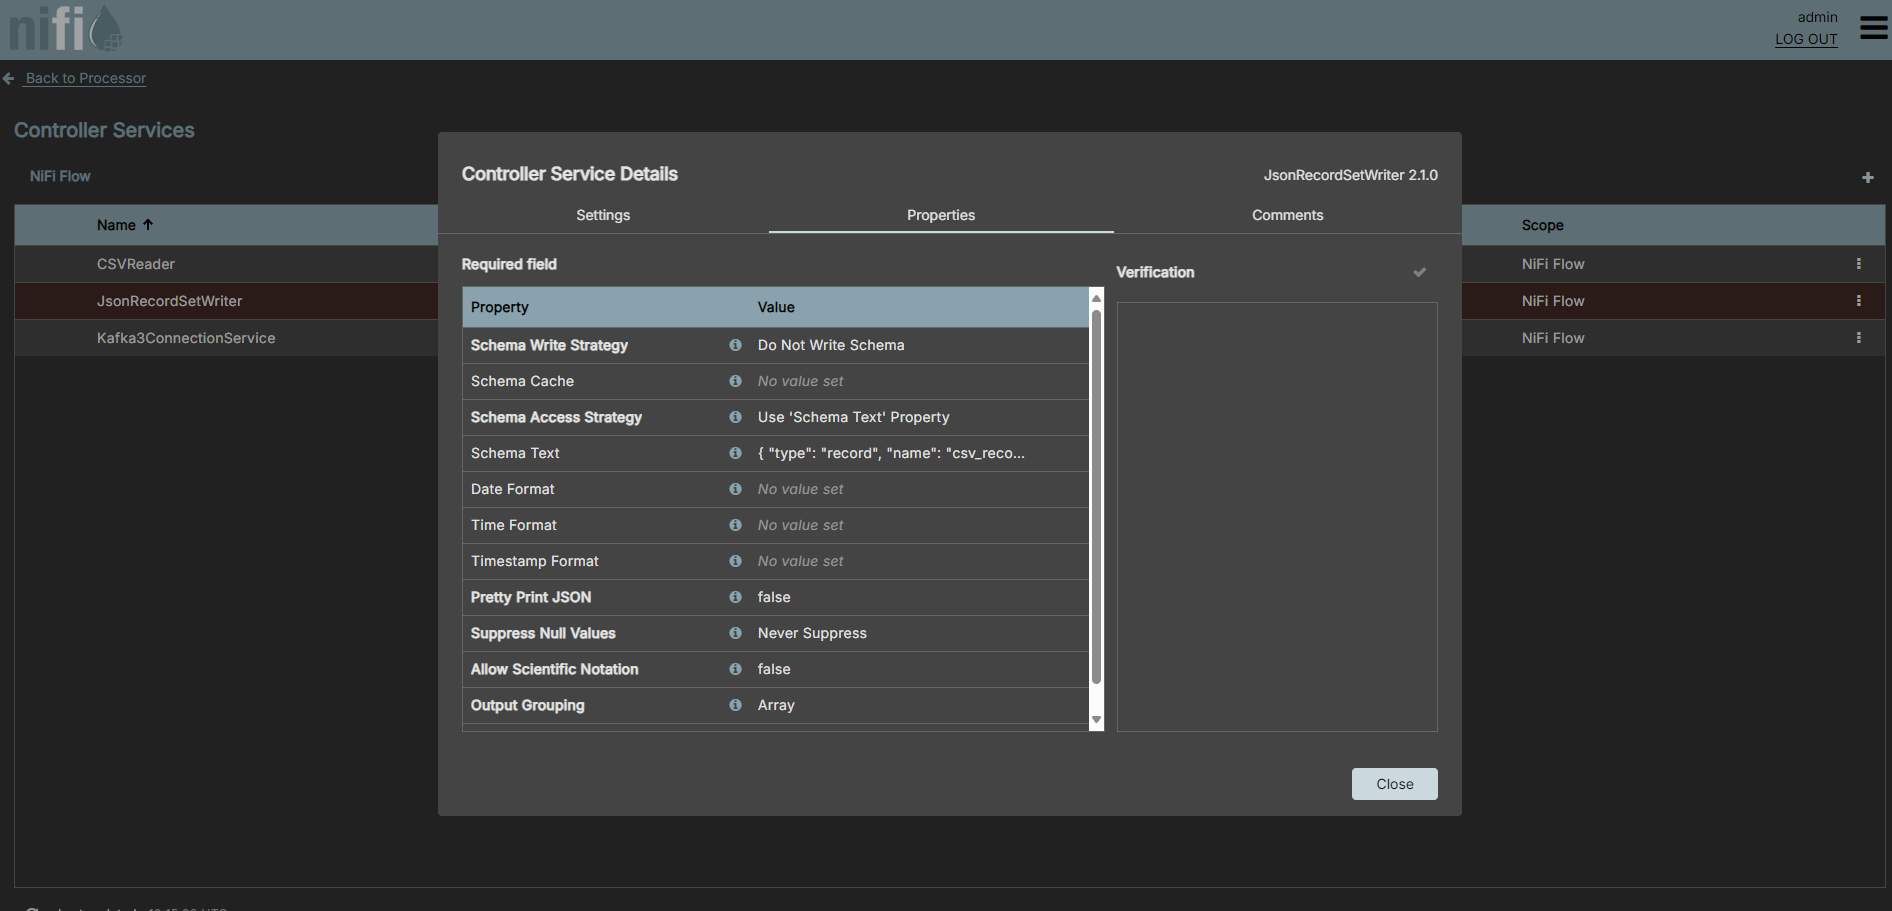 nifi
admin
LOG OUT
Back to Processor
Controller Services
NiFi Flow
Name
Scope
CSVReader
NiFi Flow
JsonRecordSetWriter
NiFi Flow
Kafka3ConnectionService
NiFi Flow
Controller Service Details
JsonRecordSetWriter 2.1.0
Settings
Properties
Comments
Required field
Verification
Property
Value
Schema Write Strategy
Do Not Write Schema
Schema Cache
No value set
Schema Access Strategy
Use 'Schema Text' Property
Schema Text
{ "type": "record", "name": "csv_reco...
Date Format
No value set
Time Format
No value set
Timestamp Format
No value set
Pretty Print JSON
false
Suppress Null Values
Never Suppress
Allow Scientific Notation
false
Output Grouping
Array
Close